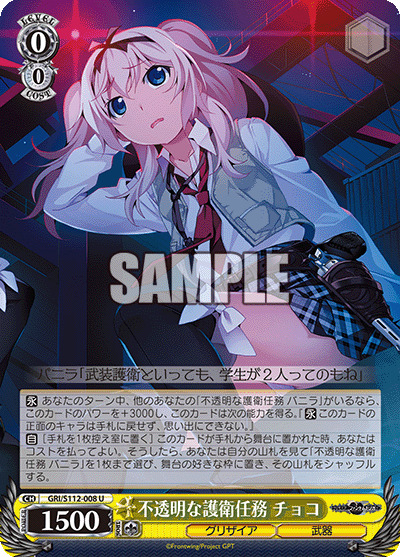 LEVEL
0
0
COST
SAMPLE
バニラ「武装護衛といっても、学生が２人ってのもね」
【永】 あなたのターン中、他のあなたの「不透明な護衛任務 バニラ」がいるなら、
このカードのパワーを＋3000し、このカードは次の能力を得る。『【永】 このカードの
正面のキャラは手札に戻せず、思い出にできない。』
【自】［手札を1枚控え室に置く］ このカードが手札から舞台に置かれた時、あなたは
コストを払ってよい。そうしたら、あなたは自分の山札を見て「不透明な護衛任務
バニラ」を1枚まで選び、舞台の好きな枠に置き、その山札をシャッフル
する。
GRI/S112-008 U
不透明な護衛任務 チョコ
1500
グリザイア
武器
©Frontwing/Project GPT